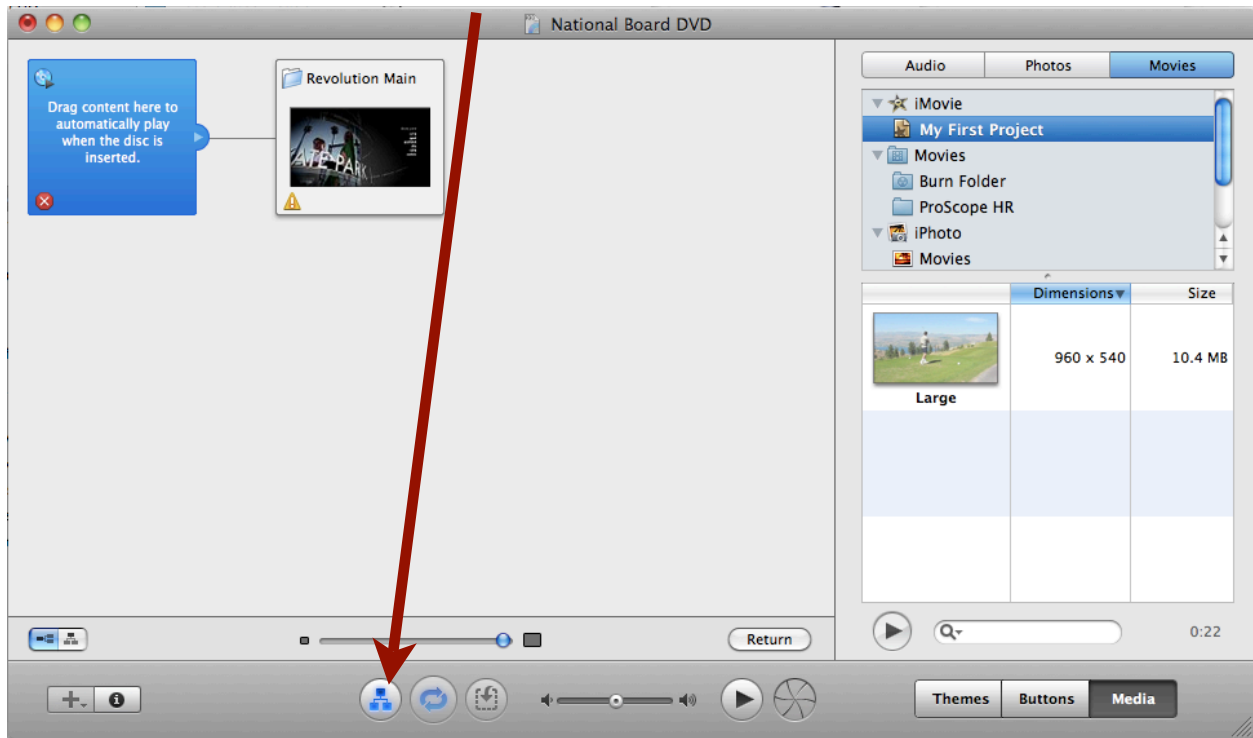 National Board DVD
Drag content here to
automatically play
when the disc is
inserted.
Revolution Main
Audio
Photos
Movies
iMovie
My First Project
Movies
Burn Folder
ProScope HR
iPhoto
Movies
Dimensions
Size
960 x 540
10.4 MB
Large
Return
0:22
Themes
Buttons
Media